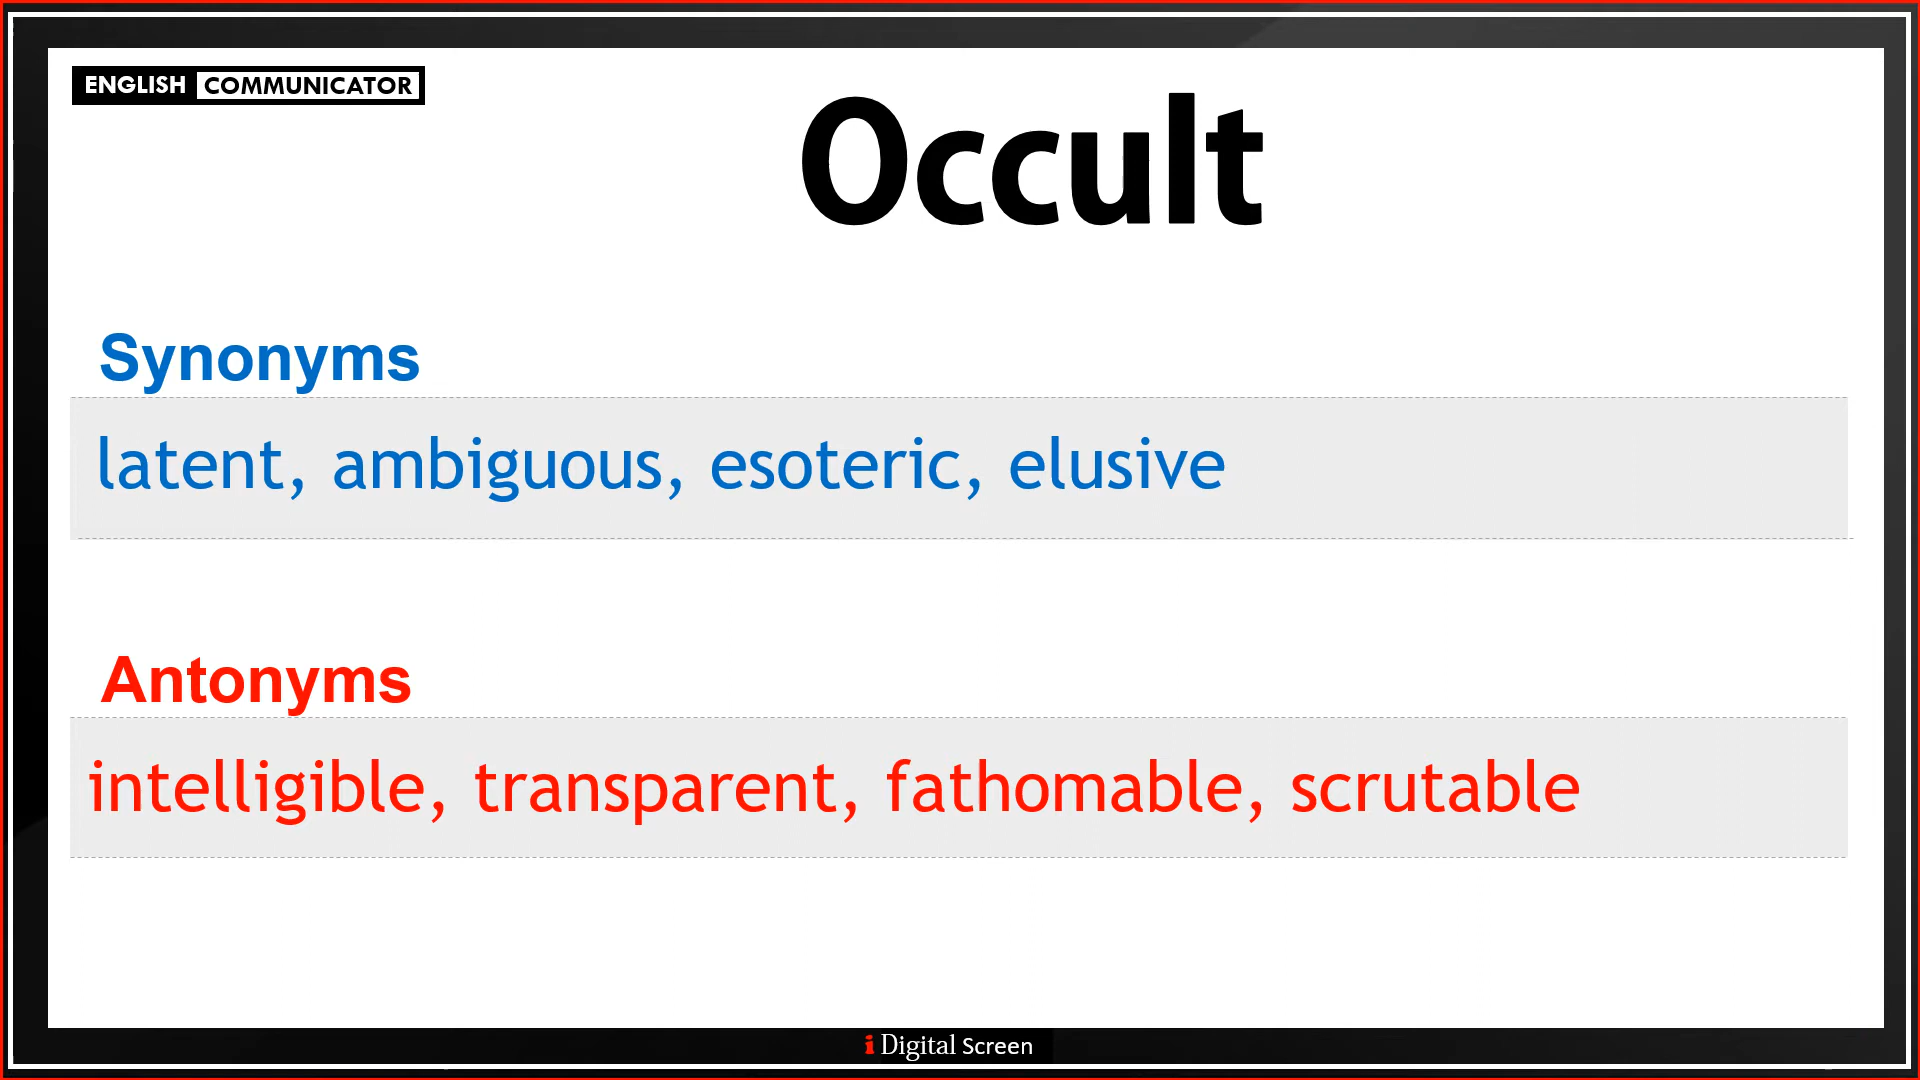 ENGLISH COMMUNICATOR
Occult
Synonyms
latent, ambiguous, esoteric, elusive
Antonyms
intelligible, transparent, fathomable, scrutable
i Digital Screen